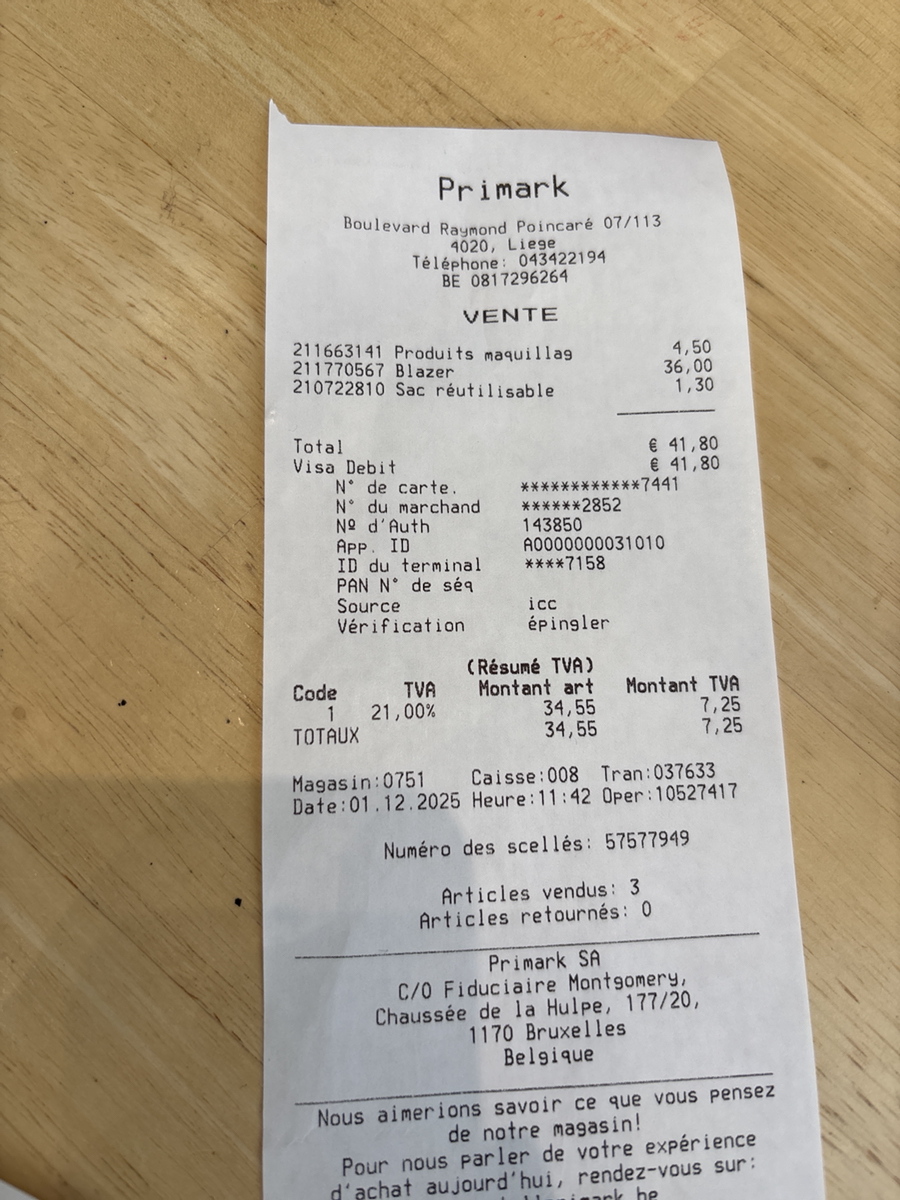 Primark
Boulevard Raymond Poincaré 07/113
4020, Liege
Téléphone: 043422194
BE 0817296264
VENTE
211663141 Produits maquillag 4,50
211770567 Blazer 36,00
210722810 Sac réutilisable 1,30
Total € 41,80
Visa Debit € 41,80
N° de carte. ************7441
N° du marchand ******2852
Nº d'Auth 143850
App. ID A0000000031010
ID du terminal ****7158
PAN N° de séq
Source icc
Vérification épingler
(Résumé TVA)
Code TVA Montant art Montant TVA
1 21,00% 34,55 7,25
TOTAUX 34,55 7,25
Magasin:0751 Caisse:008 Tran:037633
Date:01.12.2025 Heure:11:42 Oper:10527417
Numéro des scellés: 57577949
Articles vendus: 3
Articles retournés: 0
Primark SA
C/O Fiduciaire Montgomery,
Chaussée de la Hulpe, 177/20,
1170 Bruxelles
Belgique
Nous aimerions savoir ce que vous pensez
de notre magasin!
Pour nous parler de votre expérience
d'achat aujourd'hui, rendez-vous sur: